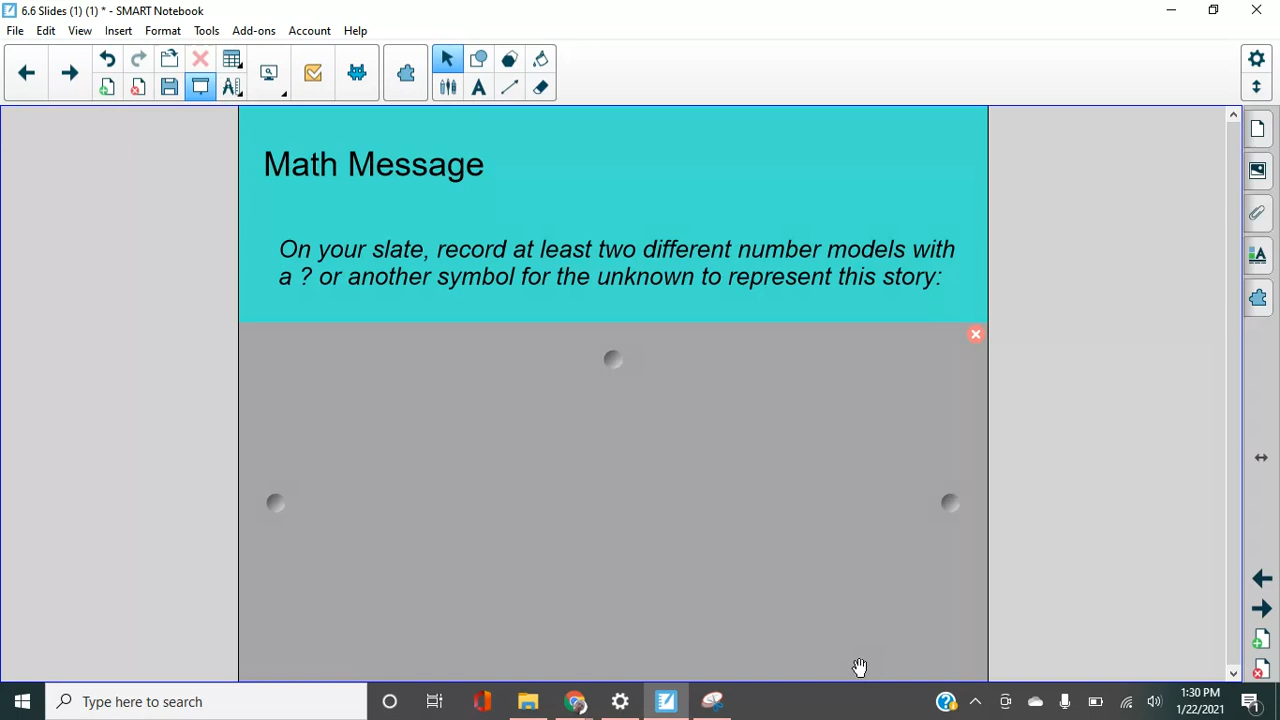 6.6 Slides (1) (1) * - SMART Notebook
File Edit View Insert Format Tools Add-ons Account Help
Math Message
On your slate, record at least two different number models with
a ? or another symbol for the unknown to represent this story:
Type here to search
1:30 PM
1/22/2021
1